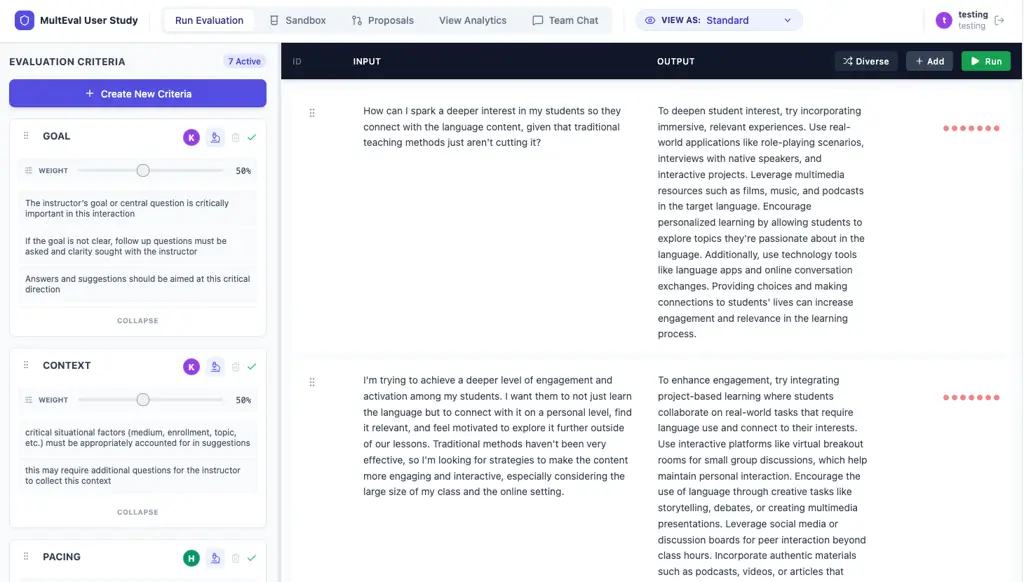 MultEval User Study
Run Evaluation
Sandbox
Proposals
View Analytics
Team Chat
VIEW AS: Standard
t
testing
testing
EVALUATION CRITERIA
7 Active
+ Create New Criteria
GOAL
K
WEIGHT
50%
The instructor's goal or central question is critically
important in this interaction
If the goal is not clear, follow up questions must be
asked and clarity sought with the instructor
Answers and suggestions should be aimed at this critical
direction
COLLAPSE
CONTEXT
K
WEIGHT
50%
critical situational factors (medium, enrollment, topic,
etc.) must be appropriately accounted for in suggestions
this may require additional questions for the instructor
to collect this context
COLLAPSE
PACING
H
ID
INPUT
OUTPUT
Diverse
+ Add
Run
How can I spark a deeper interest in my students so they
connect with the language content, given that traditional
teaching methods just aren't cutting it?
To deepen student interest, try incorporating
immersive, relevant experiences. Use real-
world applications like role-playing scenarios,
interviews with native speakers, and
interactive projects. Leverage multimedia
resources such as films, music, and podcasts
in the target language. Encourage
personalized learning by allowing students to
explore topics they're passionate about in the
language. Additionally, use technology tools
like language apps and online conversation
exchanges. Providing choices and making
connections to students' lives can increase
engagement and relevance in the learning
process.
I'm trying to achieve a deeper level of engagement and
activation among my students. I want them to not just learn
the language but to connect with it on a personal level, find
it relevant, and feel motivated to explore it further outside
of our lessons. Traditional methods haven't been very
effective, so I'm looking for strategies to make the content
more engaging and interactive, especially considering the
large size of my class and the online setting.
To enhance engagement, try integrating
project-based learning where students
collaborate on real-world tasks that require
language use and connect to their interests.
Use interactive platforms like virtual breakout
rooms for small group discussions, which help
maintain personal interaction. Encourage the
use of language through creative tasks like
storytelling, debates, or creating multimedia
presentations. Leverage social media or
discussion boards for peer interaction beyond
class hours. Incorporate authentic materials
such as podcasts, videos, or articles that